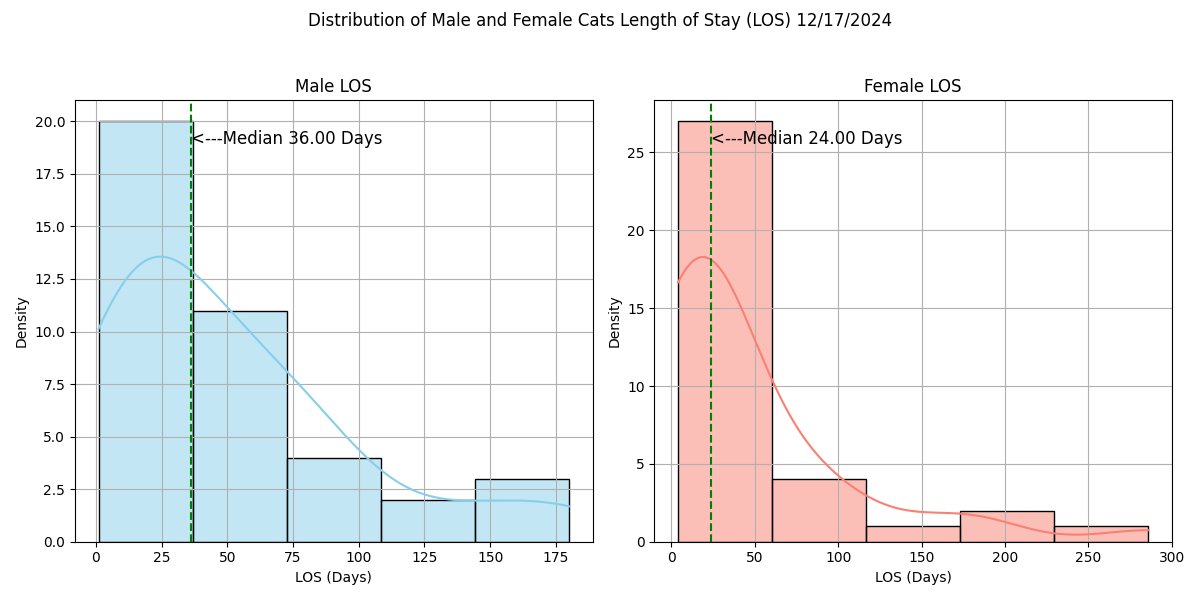 Distribution of Male and Female Cats Length of Stay (LOS) 12/17/2024
Male LOS
20.0
17.5
15.0
12.5
10.0
7.5
5.0
2.5
0.0
Density
<---Median 36.00 Days
0 25 50 75 100 125 150 175
LOS (Days)
Female LOS
25
20
15
10
5
0
Density
<---Median 24.00 Days
0 50 100 150 200 250 300
LOS (Days)